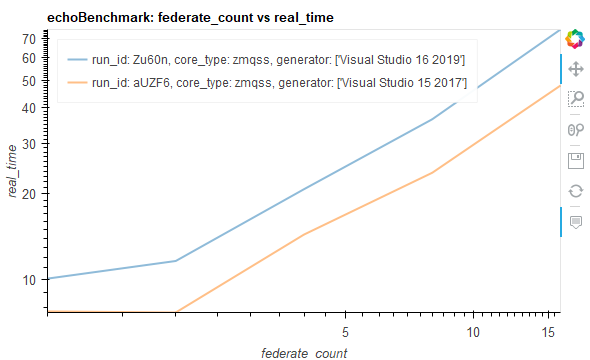 echoBenchmark: federate_count vs real_time
run_id: Zu60n, core_type: zmqss, generator: ['Visual Studio 16 2019']
run_id: aUZF6, core_type: zmqss, generator: ['Visual Studio 15 2017']
70
60
50
40
30
20
10
real_time
5
10
15
federate_count